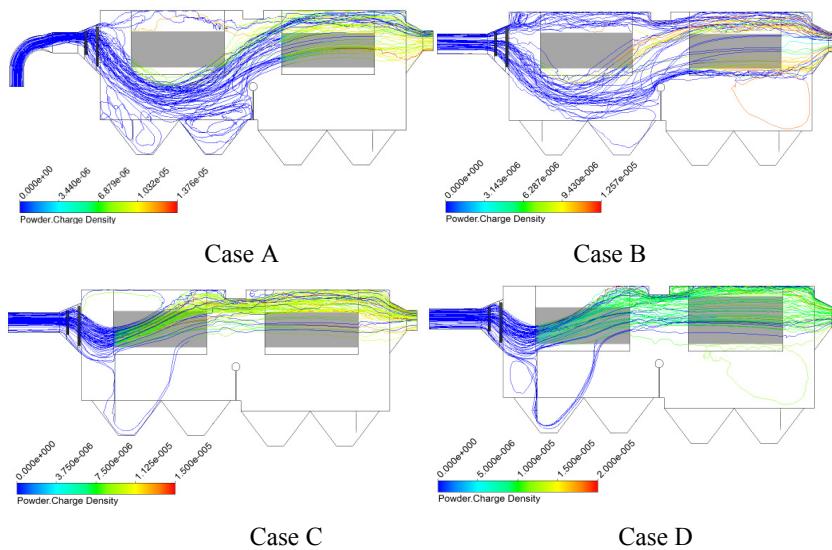 0.000e+00
3.440e-06
6.879e-06
1.032e-05
1.376e-05
Powder.Charge Density
Case A
0.000e+000
3.143e-006
6.287e-006
9.430e-006
1.257e-005
Powder.Charge Density
Case B
0.000e+000
3.750e-006
7.500e-006
1.125e-005
1.500e-005
Powder.Charge Density
Case C
0.000e+000
5.000e-006
1.000e-005
1.500e-005
2.000e-005
Powder.Charge Density
Case D